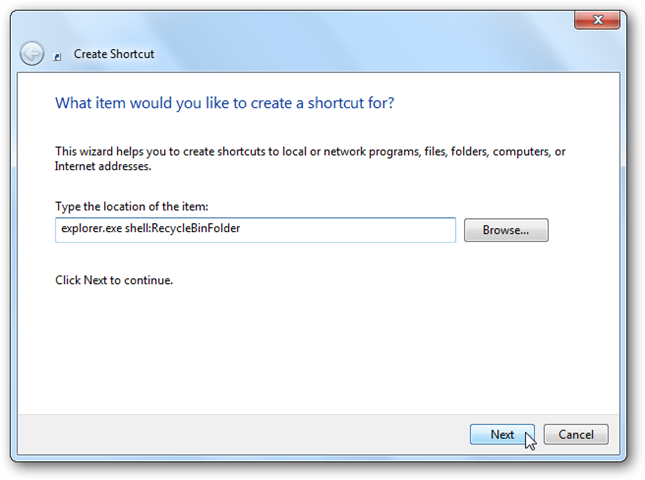 Create Shortcut
What item would you like to create a shortcut for?
This wizard helps you to create shortcuts to local or network programs, files, folders, computers, or
Internet addresses.
Type the location of the item:
explorer.exe shell:RecycleBinFolder
Browse...
Click Next to continue.
Next
Cancel